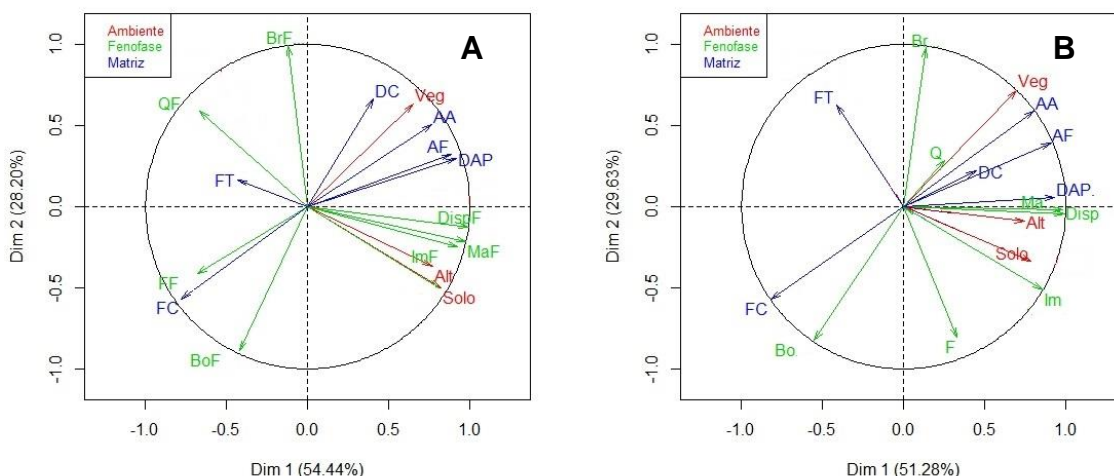 Ambiente
Fenofase
Matriz
A
BrF
QF
DC
Veg
AA
AF
DAP
FT
DispF
MaF
ImF
Alt
Solo
FF
FC
BoF
1.0
0.5
0.0
-0.5
-1.0
Dim 2 (28.20%)
-1.0 -0.5 0.0 0.5 1.0
Dim 1 (54.44%)
Ambiente
Fenofase
Matriz
B
Br
Veg
FT
AA
AF
Q
DC
DAP.
Ma
Disp
Alt
Solo
Im
FC
Bo
F
1.0
0.5
0.0
-0.5
-1.0
Dim 2 (29.63%)
-1.0 -0.5 0.0 0.5 1.0
Dim 1 (51.28%)